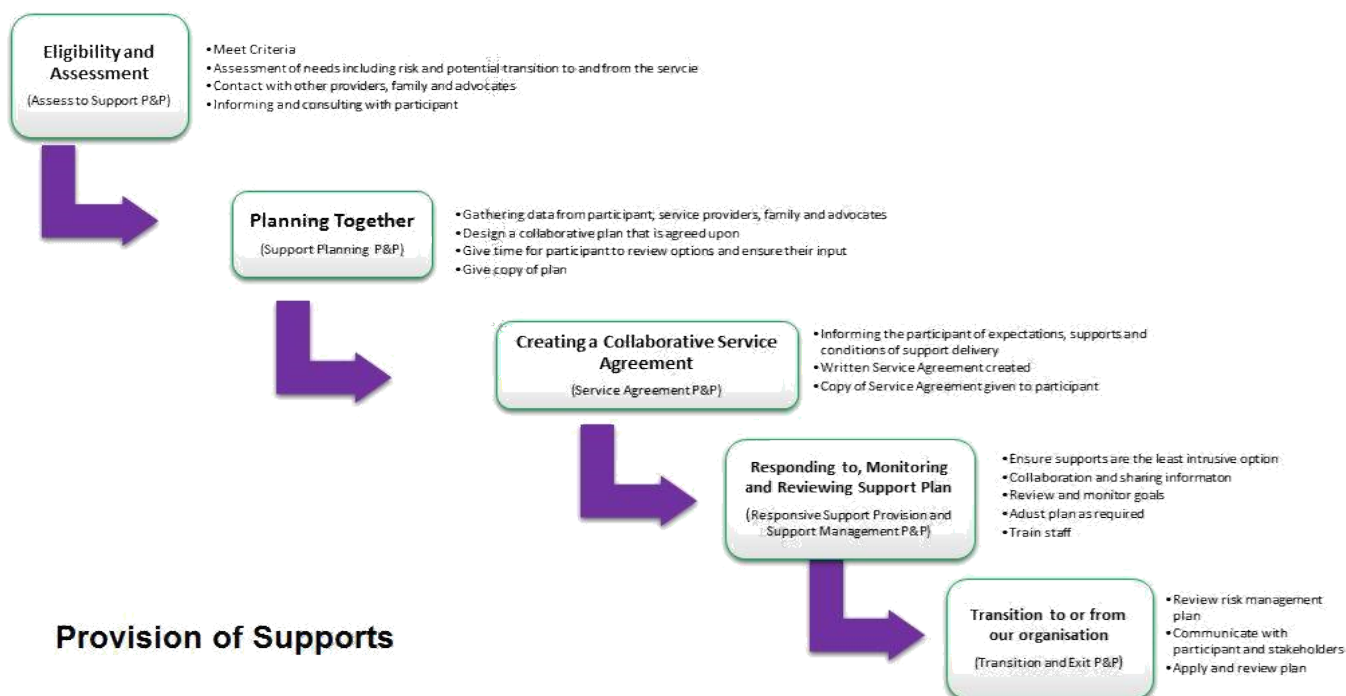 Eligibility and
Assessment
(Assess to Support P&P)
•Meet Criteria
•Assessment of needs including risk and potential transition to and from the servcie
•Contact with other providers, family and advocates
•Informing and consulting with participant
Planning Together
(Support Planning P&P)
•Gathering data from participant, service providers, family and advocates
•Design a collaborative plan that is agreed upon
•Give time for participant to review options and ensure their input
•Give copy of plan
Creating a Collaborative Service
Agreement
(Service Agreement P&P)
•Informing the participant of expectations, supports and
conditions of support delivery
•Written Service Agreement created
•Copy of Service Agreement given to participant
Responding to, Monitoring
and Reviewing Support Plan
(Responsive Support Provision and
Support Management P&P)
•Ensure supports are the least intrusive option
•Collaboration and sharing informaton
•Review and monitor goals
•Adust plan as required
•Train staff
Transition to or from
our organisation
(Transition and Exit P&P)
•Review risk management
plan
•Communicate with
participant and stakeholders
•Apply and review plan
Provision of Supports